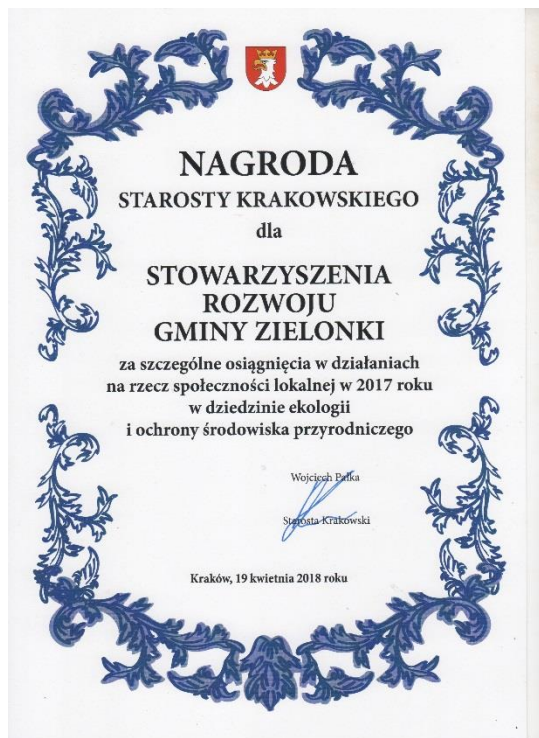 NAGRODA
STAROSTY KRAKOWSKIEGO
dla
STOWARZYSZENIA
ROZWOJU
GMINY ZIELONKI
za szczególne osiągnięcia w działaniach
na rzecz społeczności lokalnej w 2017 roku
w dziedzinie ekologii
i ochrony środowiska przyrodniczego
Wojciech Pałka
Starosta Krakowski
Kraków, 19 kwietnia 2018 roku